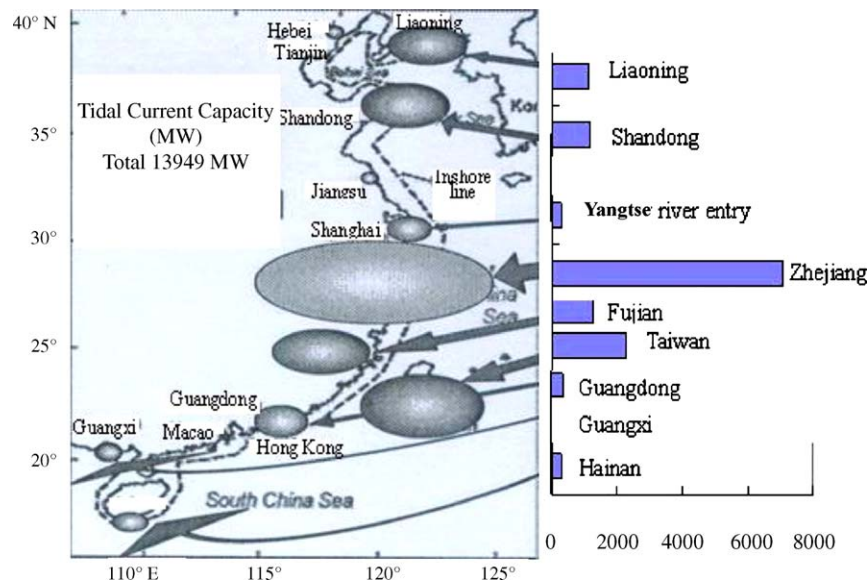 40° N
35°
30°
25°
20°
110° E
115°
120°
125°
Tidal Current Capacity
(MW)
Total 13949 MW
Hebei
Tianjin
Liaoning
Shandong
Jiangsu
Inshore
line
Shanghai
Sea
Guangdong
Guangxi
Macao
Hong Kong
South China Sea
Liaoning
Shandong
Yangtse river entry
Zhejiang
Fujian
Taiwan
Guangdong
Guangxi
Hainan
0 2000 4000 6000 8000